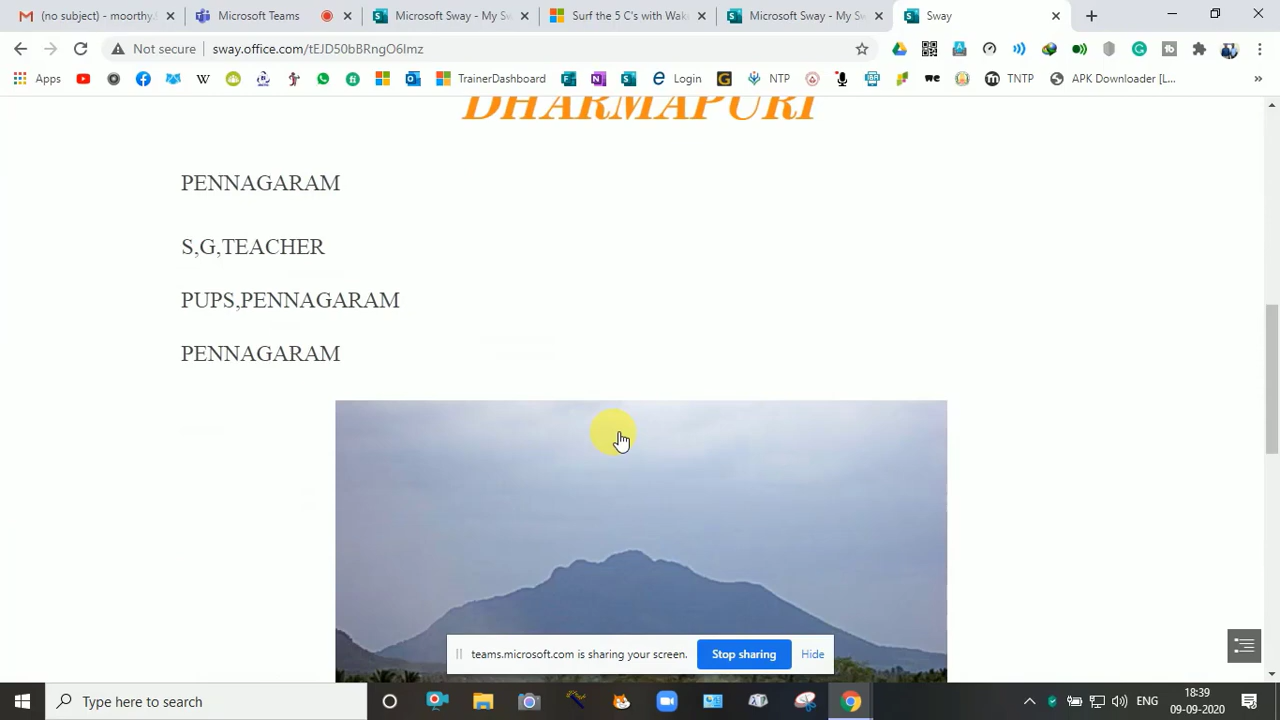 (no subject) - moorthy.
Microsoft Teams
Microsoft Sway - My Sw
Surf the 5 C's with Wak
Microsoft Sway - My Sw
Sway
Not secure
sway.office.com/tEJD50bBRngO6Imz
Apps
TrainerDashboard
Login
NTP
TNTP
APK Downloader [L...
DHARMAPURI
PENNAGARAM
S,G,TEACHER
PUPS,PENNAGARAM
PENNAGARAM
teams.microsoft.com is sharing your screen.
Stop sharing
Hide
Type here to search
ENG
18:39
09-09-2020